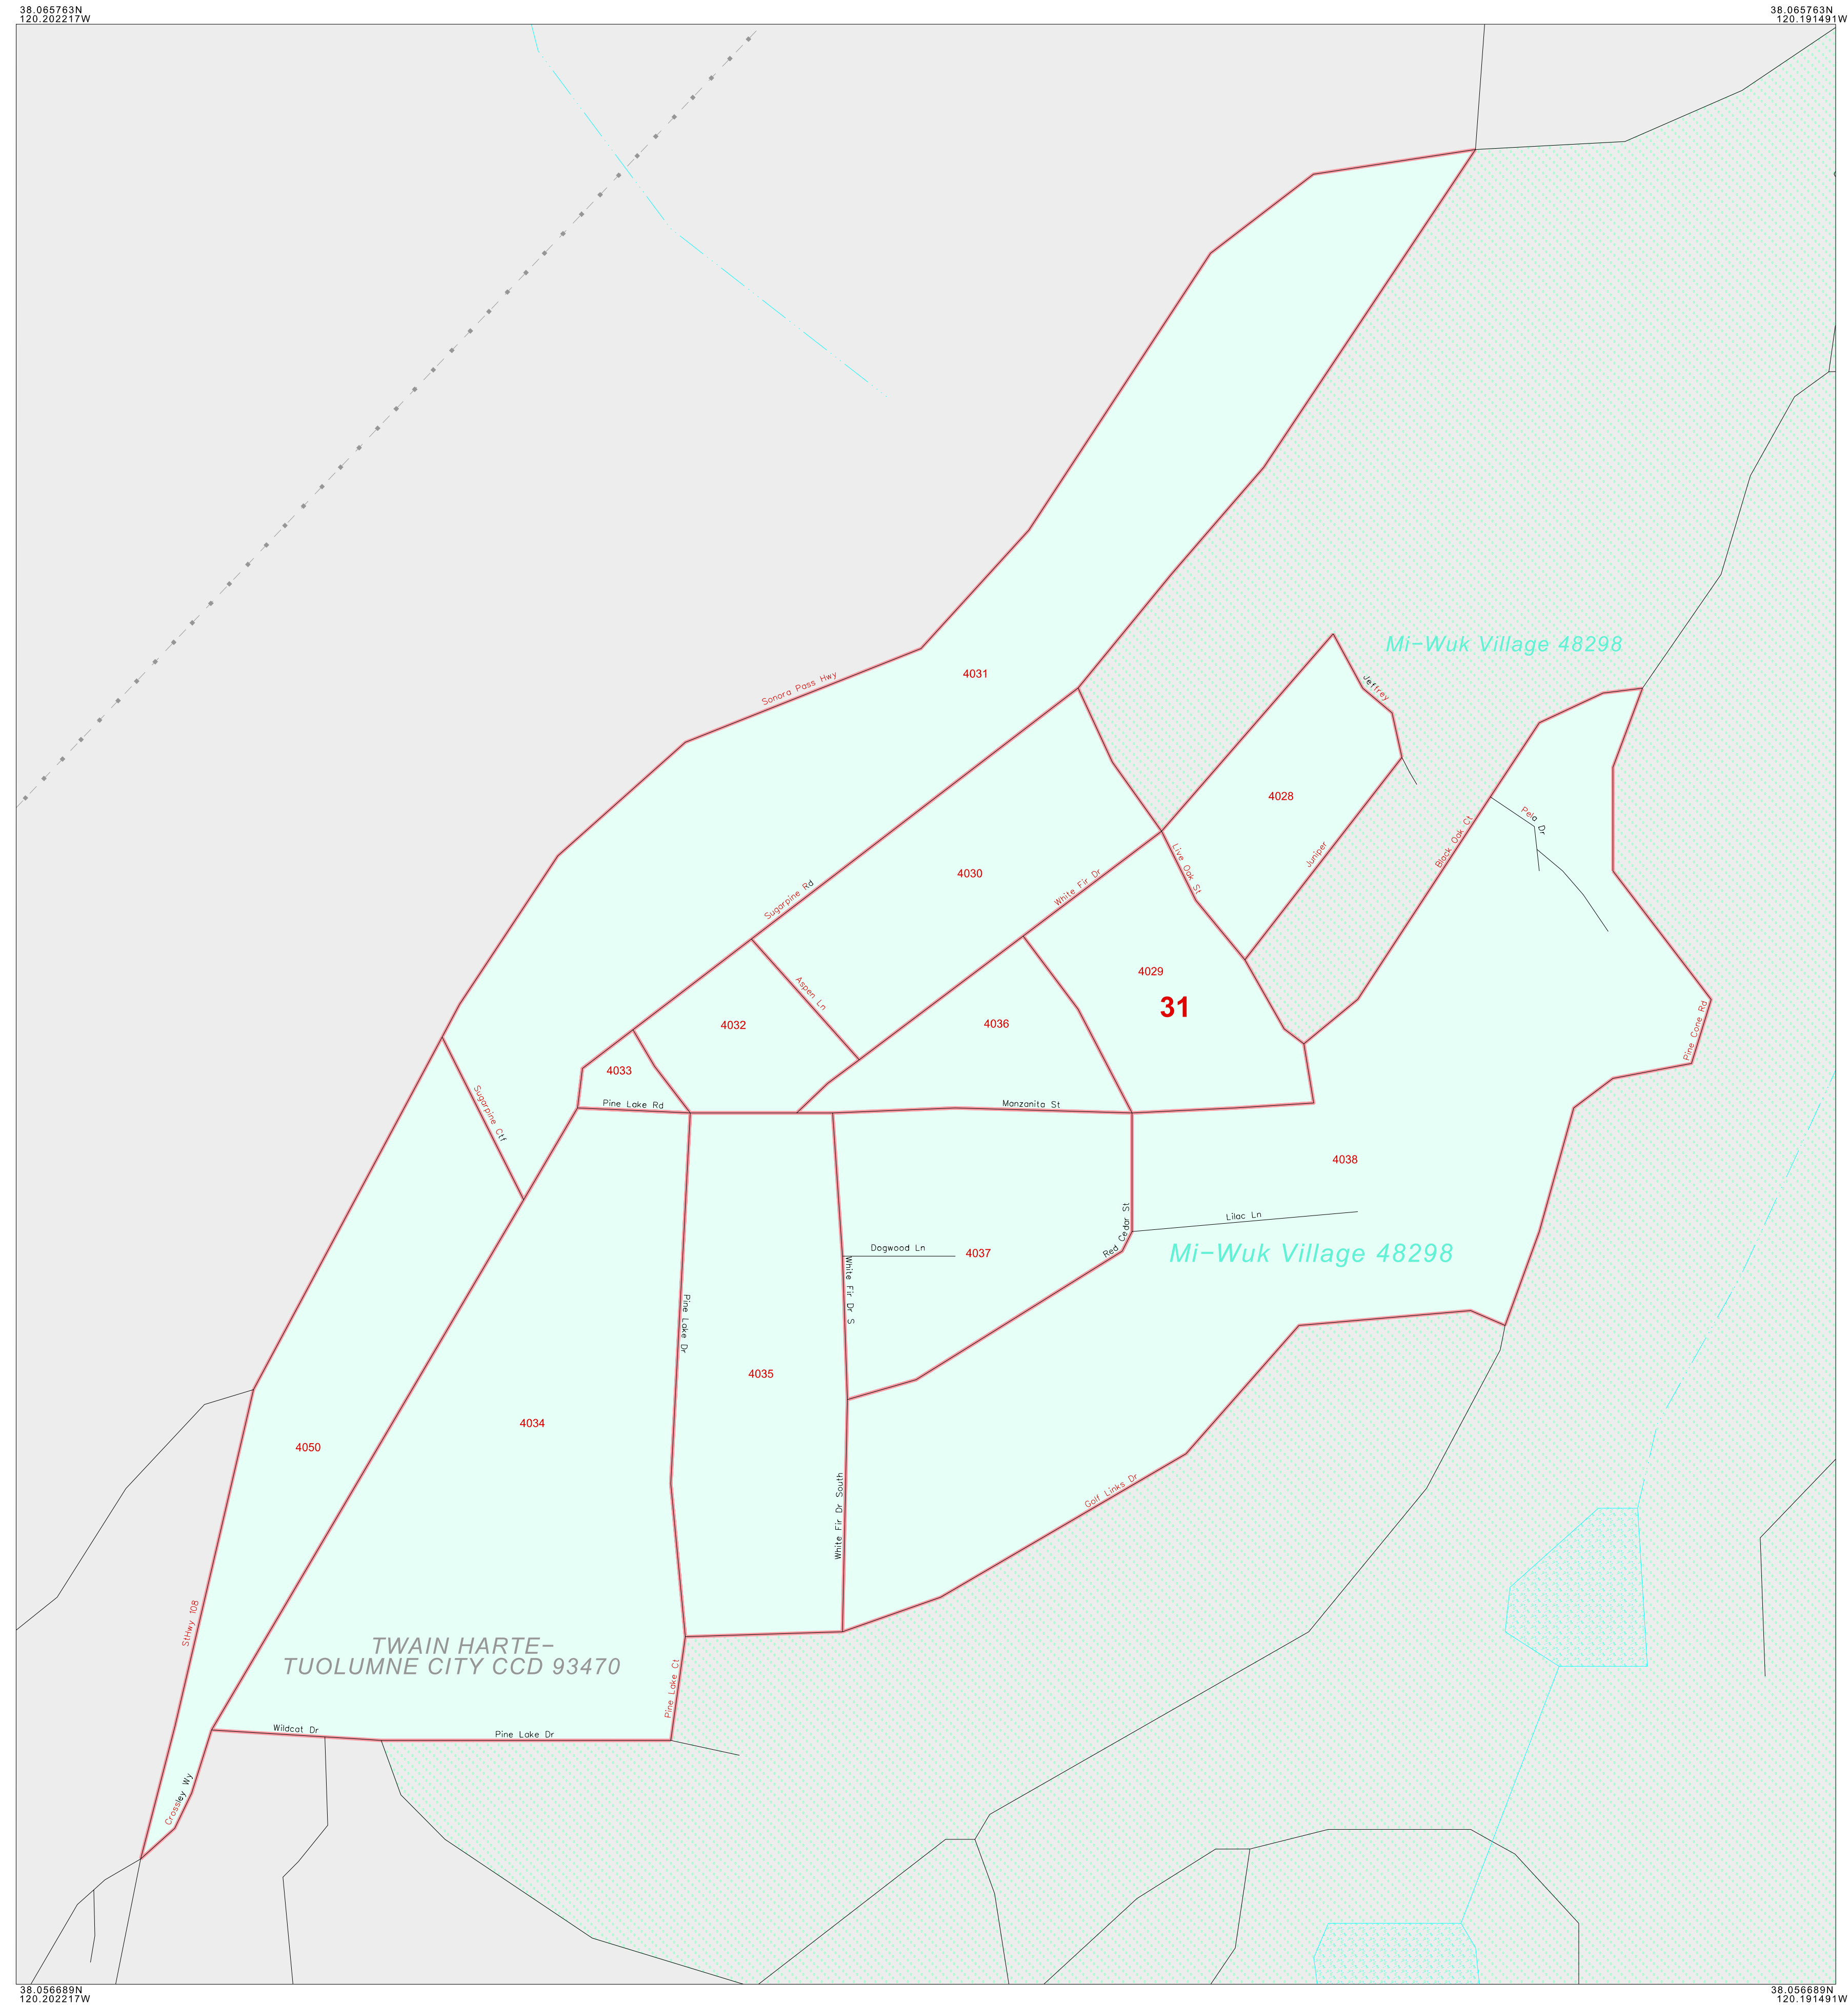 38.065763N
120.202217W
38.065763N
120.191491W
Mi-Wuk Village 48298
Jeffrey
4031
Sonora Pass Hwy
4028
Pela Dr
Black Oak Ct
Juniper
Live Oak St
4030
White Fir Dr
Sugarpine Rd
4029
31
Aspen Ln
4032
4036
Pine Cone Rd
4033
Pine Lake Rd
Manzanita St
Sugarpine Ctf
4038
Lilac Ln
Red Cedar St
Dogwood Ln
4037
Mi-Wuk Village 48298
White Fir Dr S
Pine Lake Dr
4035
4034
4050
Golf Links Dr
White Fir Dr South
StHwy 108
TWAIN HARTE-
TUOLUMNE CITY CCD 93470
Pine Lake Ct
Wildcat Dr
Pine Lake Dr
Crossley Wy
38.056689N
120.202217W
38.056689N
120.191491W